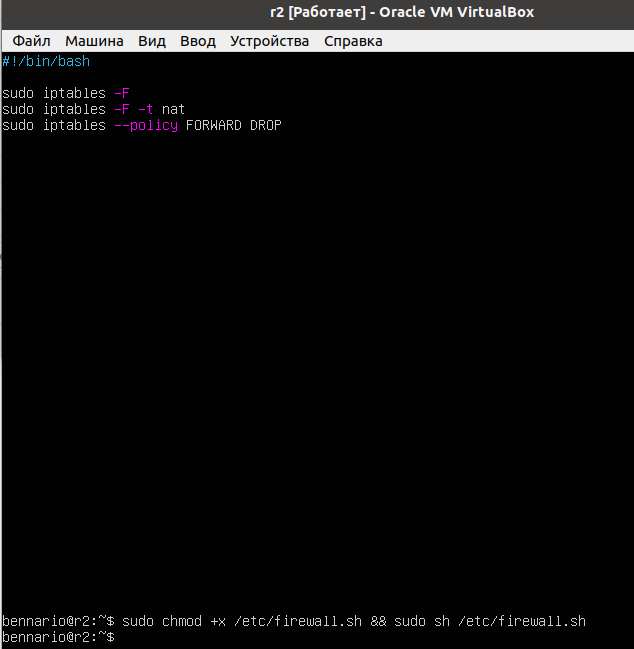 r2 [Работает] - Oracle VM VirtualBox
Файл Машина Вид Ввод Устройства Справка
#!/bin/bash
sudo iptables -F
sudo iptables -F -t nat
sudo iptables --policy FORWARD DROP
bennario@r2:~$ sudo chmod +x /etc/firewall.sh && sudo sh /etc/firewall.sh
bennario@r2:~$